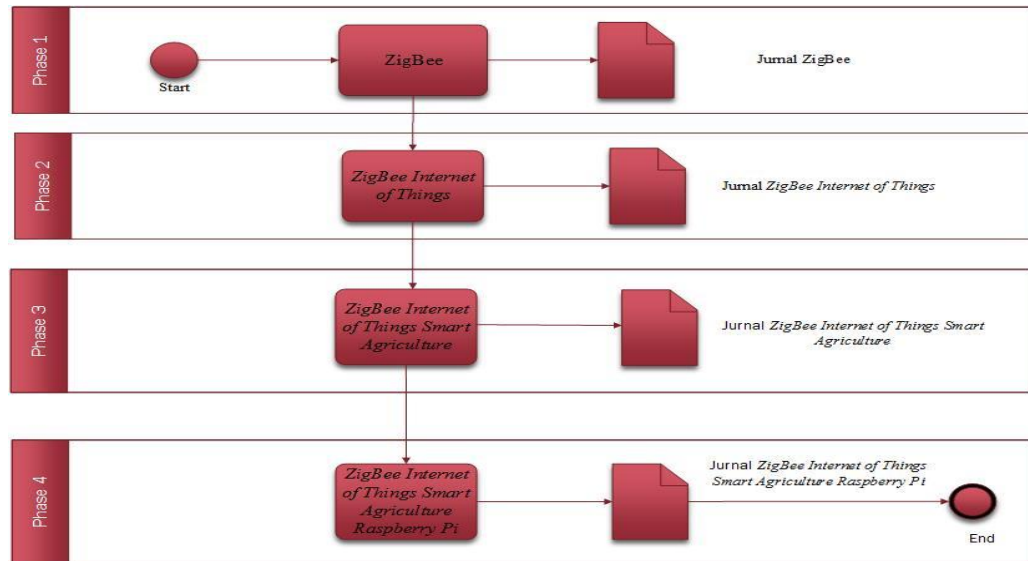 Phase 1
Start
ZigBee
Jurnal ZigBee
Phase 2
ZigBee Internet
of Things
Jurnal ZigBee Internet of Things
Phase 3
ZigBee Internet
of Things Smart
Agriculture
Jurnal ZigBee Internet of Things Smart
Agriculture
Phase 4
ZigBee Internet
of Things Smart
Agriculture
Raspberry Pi
Jurnal ZigBee Internet of Things
Smart Agriculture Raspberry Pi
End